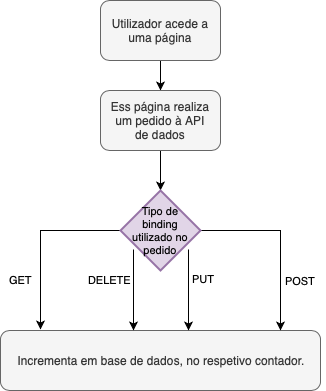 Utilizador acede a
uma página
Ess página realiza
um pedido à API
de dados
Tipo de
binding
utilizado no
pedido
GET
DELETE
PUT
POST
Incrementa em base de dados, no respetivo contador.